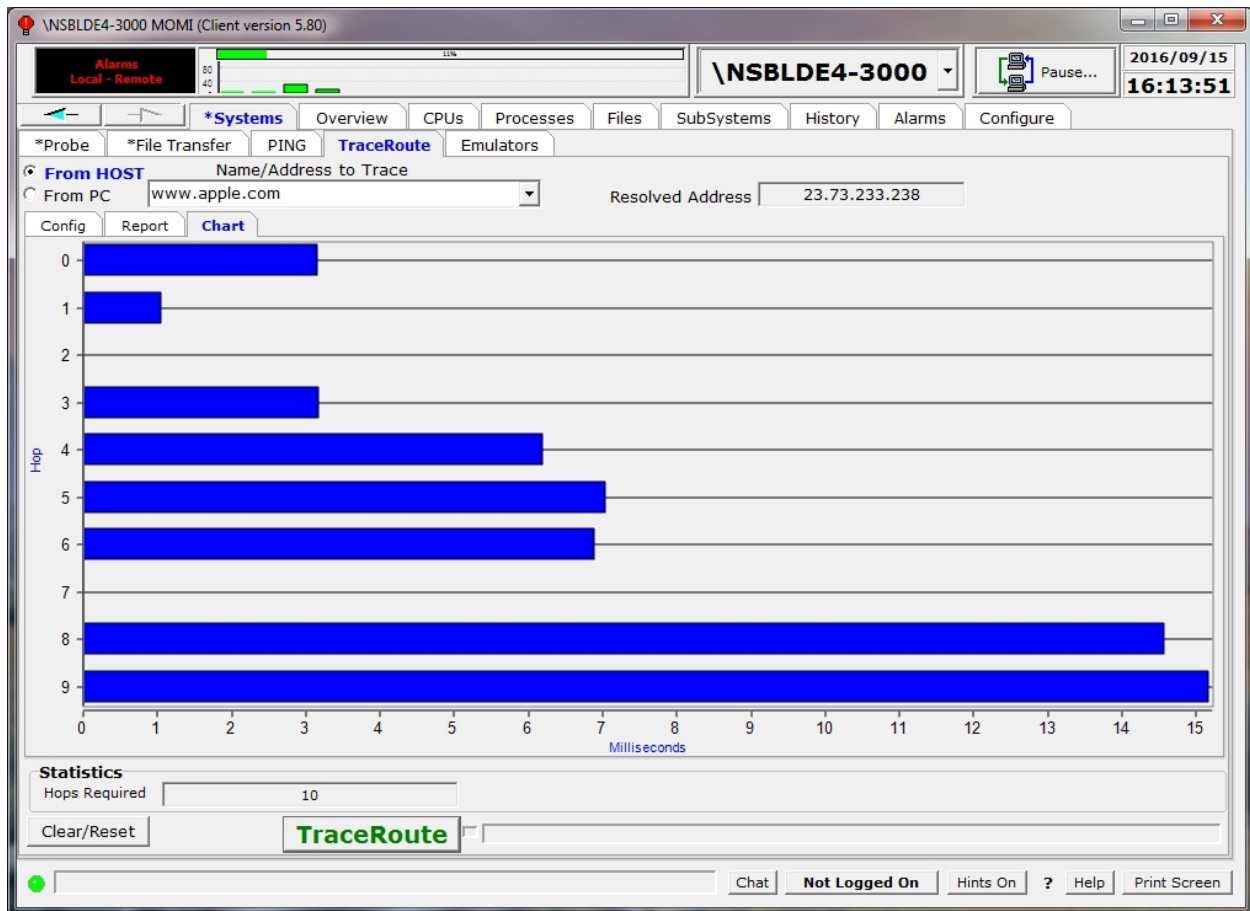 \NSBLDE4-3000 MOMI (Client version 5.80)
Alarms
Local - Remote
11%
80
40
\NSBLDE4-3000
Pause...
2016/09/15
16:13:51
*Systems Overview CPUs Processes Files SubSystems History Alarms Configure
*Probe *File Transfer PING TraceRoute Emulators
From HOST Name/Address to Trace
From PC www.apple.com Resolved Address 23.73.233.238
Config Report Chart
0
1
2
3
4
5
6
7
8
9
Hop
0 1 2 3 4 5 6 7 8 9 10 11 12 13 14 15
Milliseconds
Statistics
Hops Required 10
Clear/Reset TraceRoute
Chat Not Logged On Hints On ? Help Print Screen